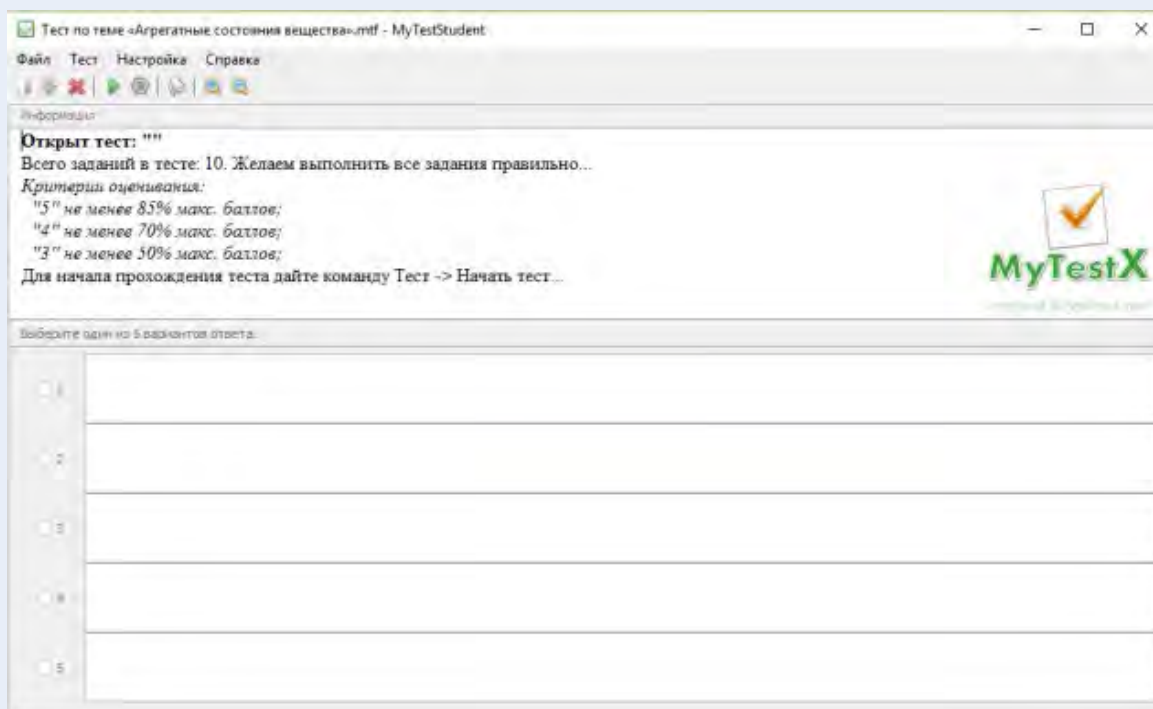 Тест по теме «Агрегатные состояния вещества».mtf - MyTestStudent
Файл Тест Настройка Справка
Информация
Открыт тест: ""
Всего заданий в тесте: 10. Желаем выполнить все задания правильно...
Критерии оценивания:
"5" не менее 85% макс. баллов;
"4" не менее 70% макс. баллов;
"3" не менее 50% макс. баллов;
Для начала прохождения теста дайте команду Тест -> Начать тест...
MyTestX
Выберите один из 5 вариантов ответа:
1
2
3
4
5